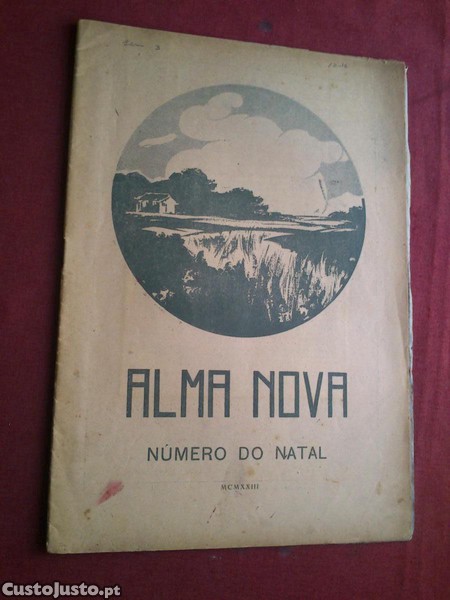 ALMA NOVA
NÚMERO DO NATAL
MCMXXIII
CustoJusto.pt